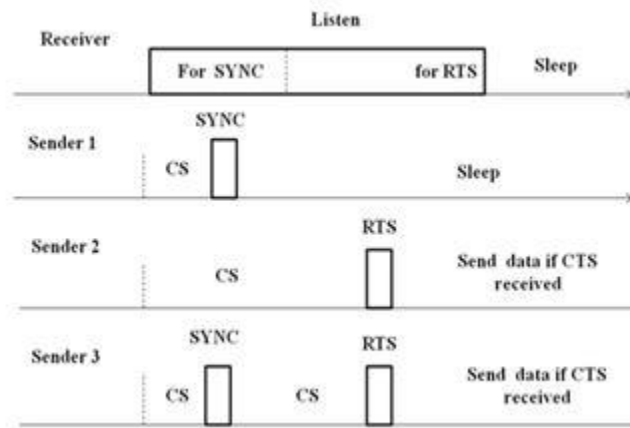 Listen
Receiver
For SYNC
for RTS
Sleep
SYNC
Sender 1
CS
Sleep
RTS
Sender 2
CS
Send data if CTS
received
SYNC
RTS
Sender 3
CS
CS
Send data if CTS
received